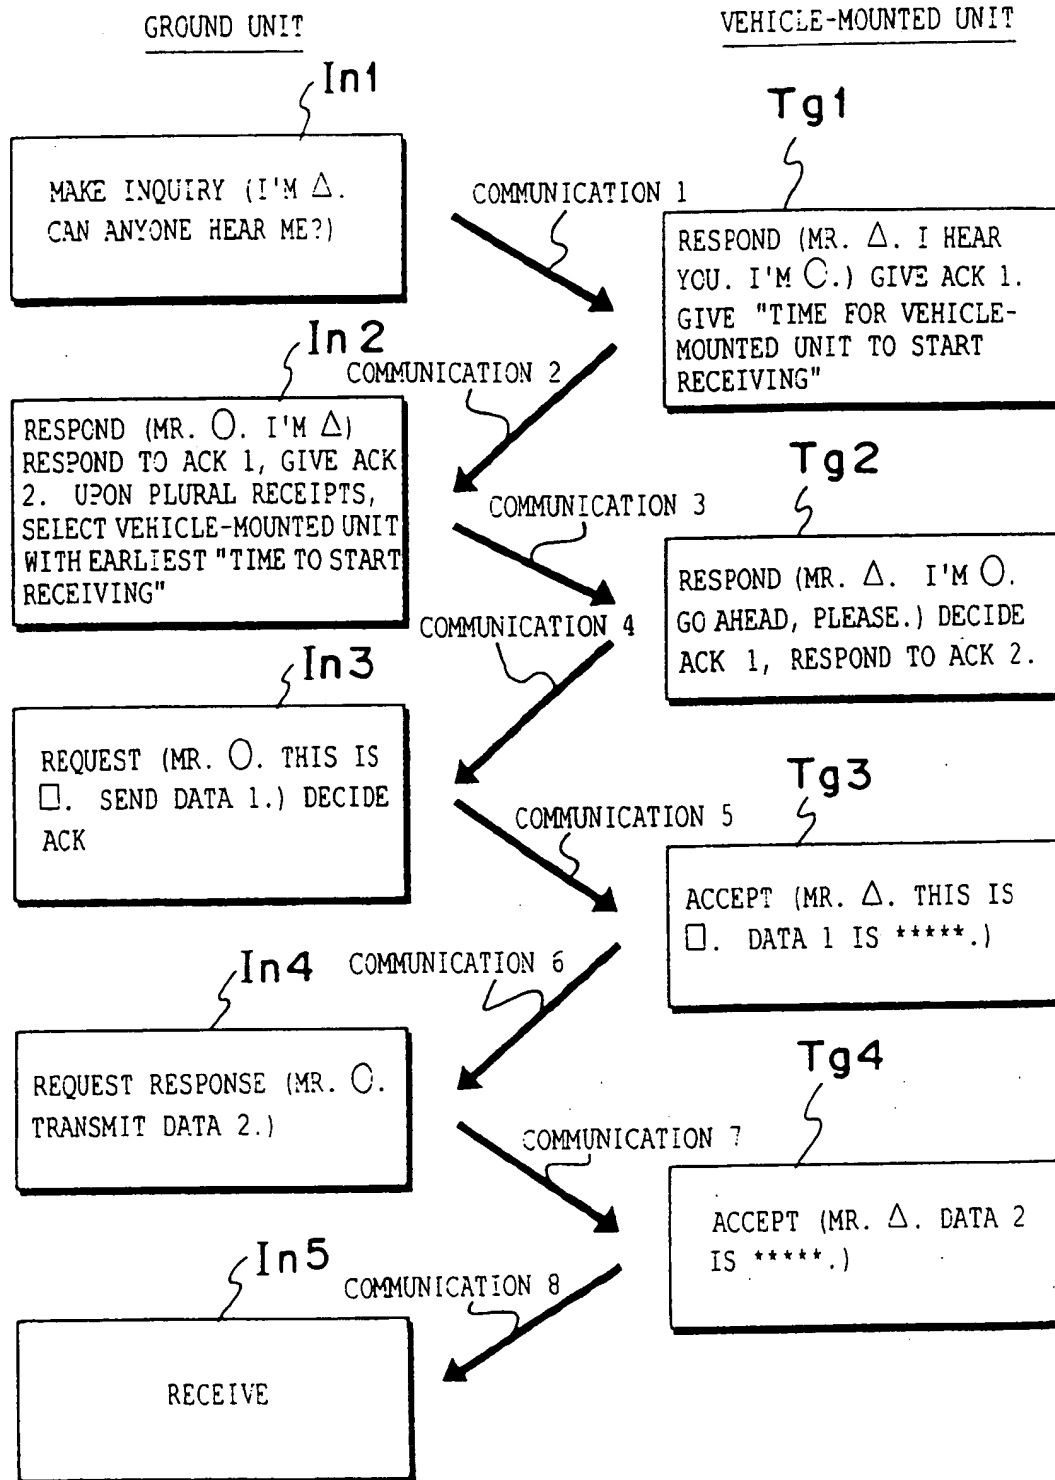 GROUND UNIT
VEHICLE-MOUNTED UNIT
In1
MAKE INQUIRY (I'M △.
CAN ANYONE HEAR ME?)
COMMUNICATION 1
Tg1
RESPOND (MR. △. I HEAR
YOU. I'M ○.) GIVE ACK 1.
GIVE "TIME FOR VEHICLE-
MOUNTED UNIT TO START
RECEIVING"
In2
COMMUNICATION 2
RESPOND (MR. ○. I'M △)
RESPOND TO ACK 1, GIVE ACK
2. UPON PLURAL RECEIPTS,
SELECT VEHICLE-MOUNTED UNIT
WITH EARLIEST "TIME TO START
RECEIVING"
COMMUNICATION 3
Tg2
RESPOND (MR. △. I'M ○.
GO AHEAD, PLEASE.) DECIDE
ACK 1, RESPOND TO ACK 2.
COMMUNICATION 4
In3
REQUEST (MR. ○. THIS IS
□. SEND DATA 1.) DECIDE
ACK
COMMUNICATION 5
Tg3
ACCEPT (MR. △. THIS IS
□. DATA 1 IS *****.)
In4
COMMUNICATION 6
REQUEST RESPONSE (MR. ○.
TRANSMIT DATA 2.)
COMMUNICATION 7
Tg4
ACCEPT (MR. △. DATA 2
IS *****.)
In5
COMMUNICATION 8
RECEIVE